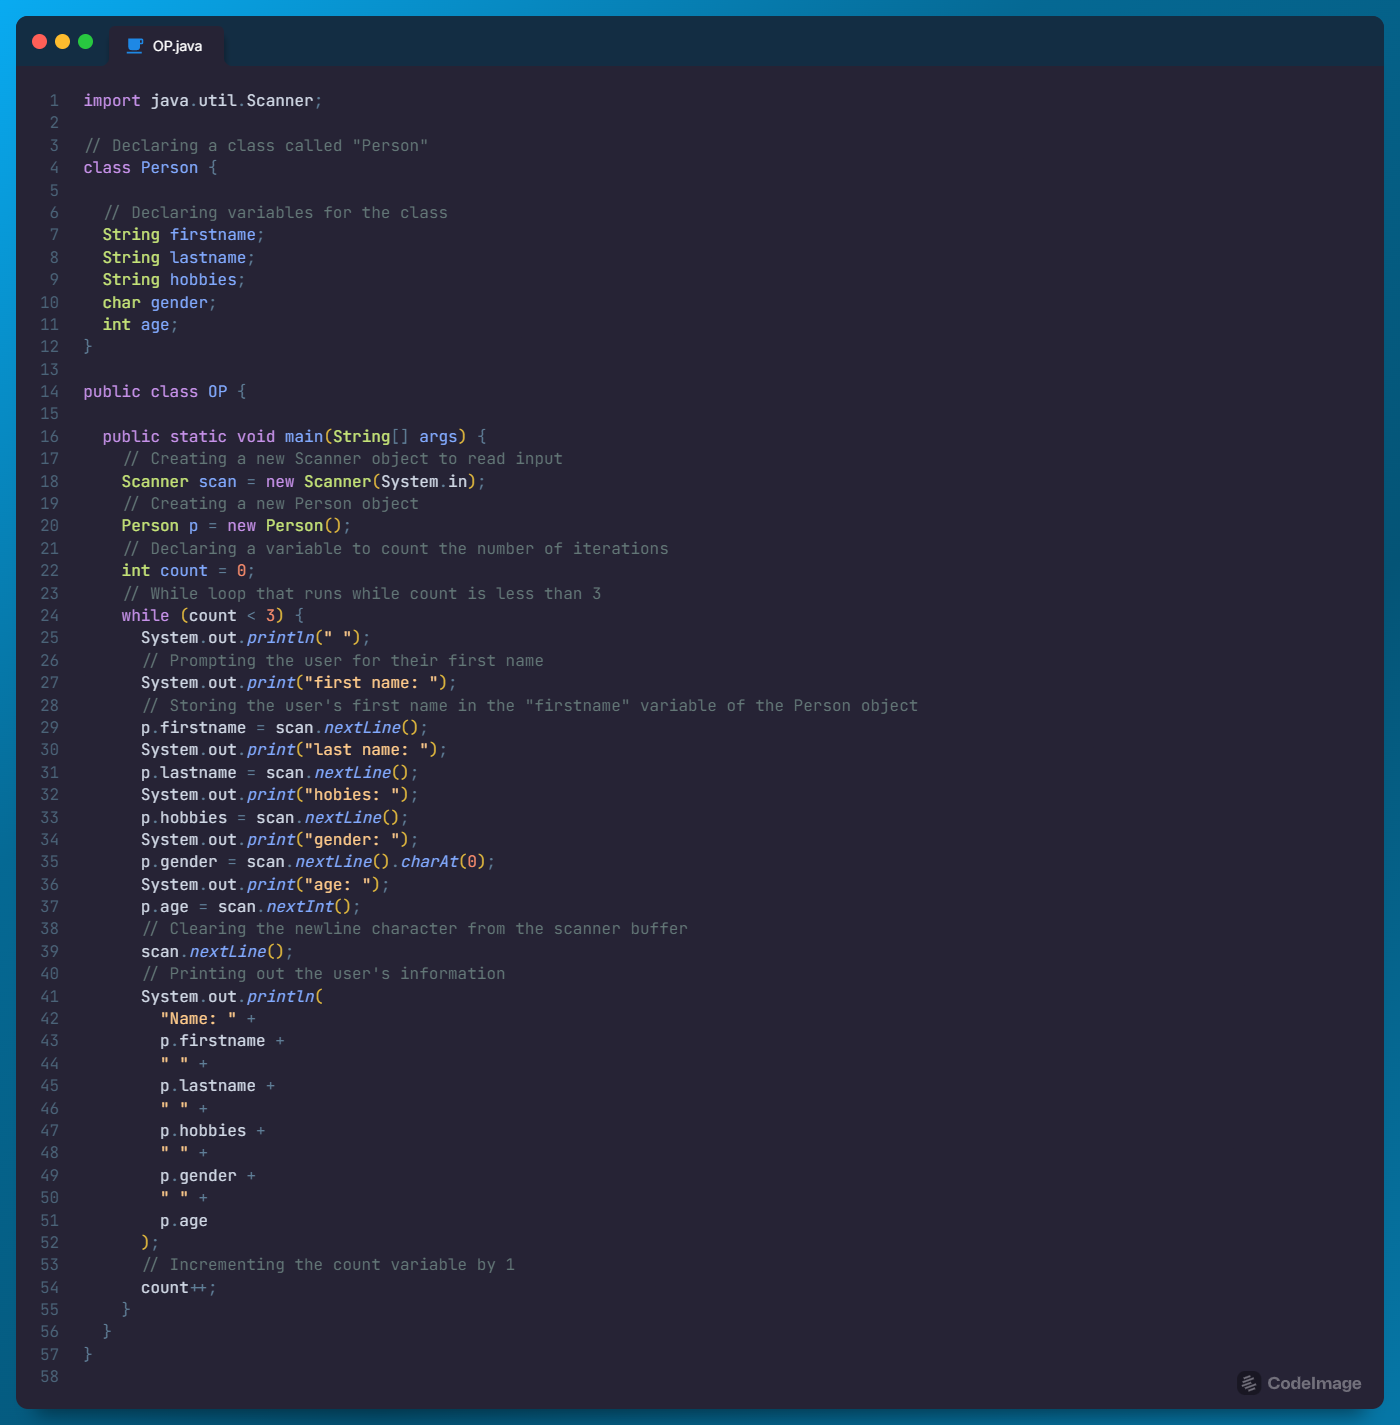 OP.java
1 import java.util.Scanner;
2
3 // Declaring a class called "Person"
4 class Person {
5
6   // Declaring variables for the class
7   String firstname;
8   String lastname;
9   String hobbies;
10   char gender;
11   int age;
12 }
13
14 public class OP {
15
16   public static void main(String[] args) {
17     // Creating a new Scanner object to read input
18     Scanner scan = new Scanner(System.in);
19     // Creating a new Person object
20     Person p = new Person();
21     // Declaring a variable to count the number of iterations
22     int count = 0;
23     // While loop that runs while count is less than 3
24     while (count < 3) {
25       System.out.println(" ");
26       // Prompting the user for their first name
27       System.out.print("first name: ");
28       // Storing the user's first name in the "firstname" variable of the Person object
29       p.firstname = scan.nextLine();
30       System.out.print("last name: ");
31       p.lastname = scan.nextLine();
32       System.out.print("hobies: ");
33       p.hobbies = scan.nextLine();
34       System.out.print("gender: ");
35       p.gender = scan.nextLine().charAt(0);
36       System.out.print("age: ");
37       p.age = scan.nextInt();
38       // Clearing the newline character from the scanner buffer
39       scan.nextLine();
40       // Printing out the user's information
41       System.out.println(
42         "Name: " +
43         p.firstname +
44         " " +
45         p.lastname +
46         " " +
47         p.hobbies +
48         " " +
49         p.gender +
50         " " +
51         p.age
52       );
53       // Incrementing the count variable by 1
54       count++;
55     }
56   }
57 }
58
CodeImage